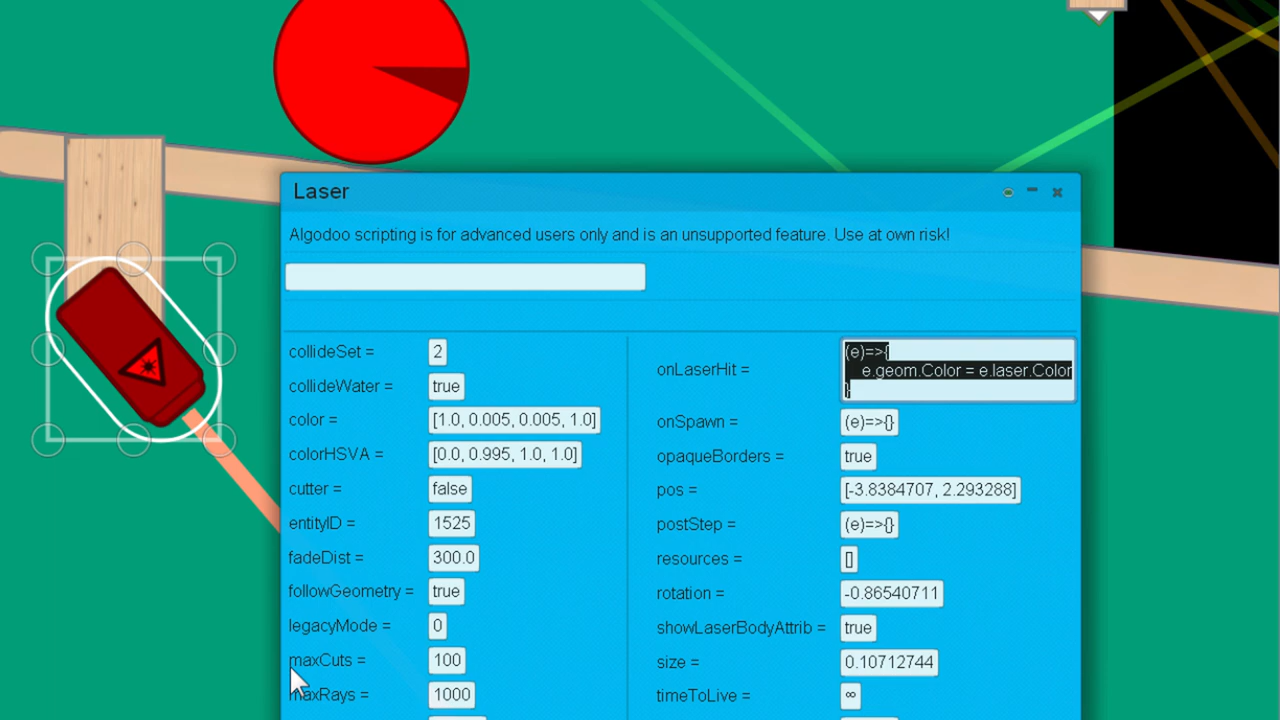 Laser
Algodoo scripting is for advanced users only and is an unsupported feature. Use at own risk!
collideSet = 2
collideWater = true
color = [1.0, 0.005, 0.005, 1.0]
colorHSVA = [0.0, 0.995, 1.0, 1.0]
cutter = false
entityID = 1525
fadeDist = 300.0
followGeometry = true
legacyMode = 0
maxCuts = 100
maxRays = 1000
onLaserHit = (e)=>{
e.geom.Color = e.laser.Color
}
onSpawn = (e)=>{}
opaqueBorders = true
pos = [-3.8384707, 2.293288]
postStep = (e)=>{}
resources = []
rotation = -0.86540711
showLaserBodyAttrib = true
size = 0.10712744
timeToLive = ∞